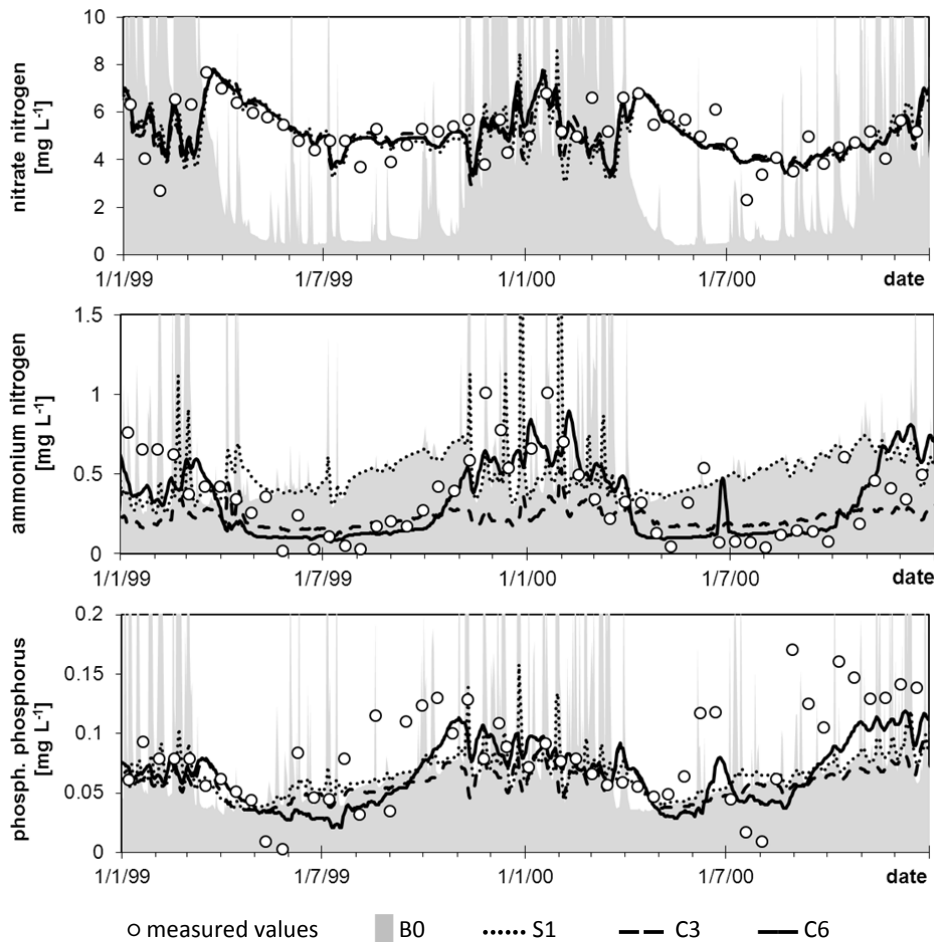 nitrate nitrogen
[mg L-1]
10
8
6
4
2
0
1/1/99 1/7/99 1/1/00 1/7/00 date
ammonium nitrogen
[mg L-1]
1.5
1
0.5
0
1/1/99 1/7/99 1/1/00 1/7/00 date
phosph. phosphorus
[mg L-1]
0.2
0.15
0.1
0.05
0
1/1/99 1/7/99 1/1/00 1/7/00 date
measured values B0 S1 C3 C6